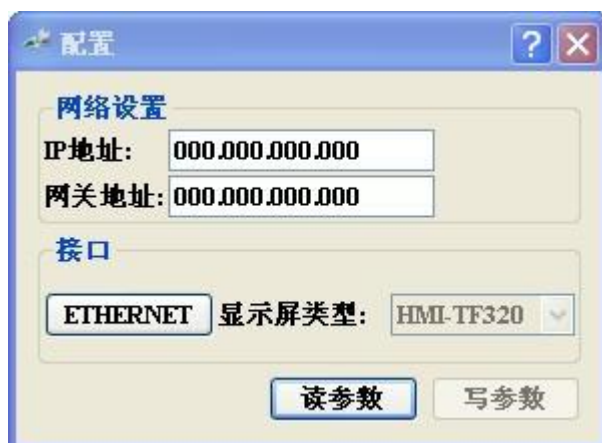 配置
网络设置
IP地址: 000.000.000.000
网关地址: 000.000.000.000
接口
ETHERNET 显示屏类型: HMI-TF320
读参数 写参数